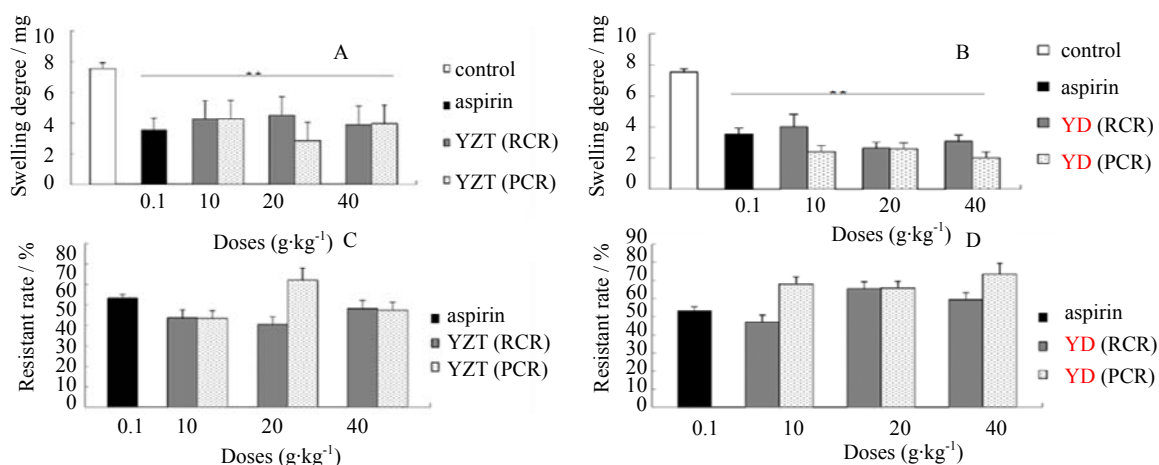 Swelling degree / mg
10
8
6
4
2
0
A
**
control
aspirin
YZT (RCR)
YZT (PCR)
0.1 10 20 40
Doses (g·kg-1)
Swelling degree / mg
10
8
6
4
2
0
B
**
control
aspirin
YD (RCR)
YD (PCR)
0.1 10 20 40
Doses (g·kg-1)
Resistant rate / %
80
70
60
50
40
30
20
10
0
C
aspirin
YZT (RCR)
YZT (PCR)
0.1 10 20 40
Doses (g·kg-1)
Resistant rate / %
90
80
70
60
50
40
30
20
10
0
D
aspirin
YD (RCR)
YD (PCR)
0.1 10 20 40
Doses (g·kg-1)